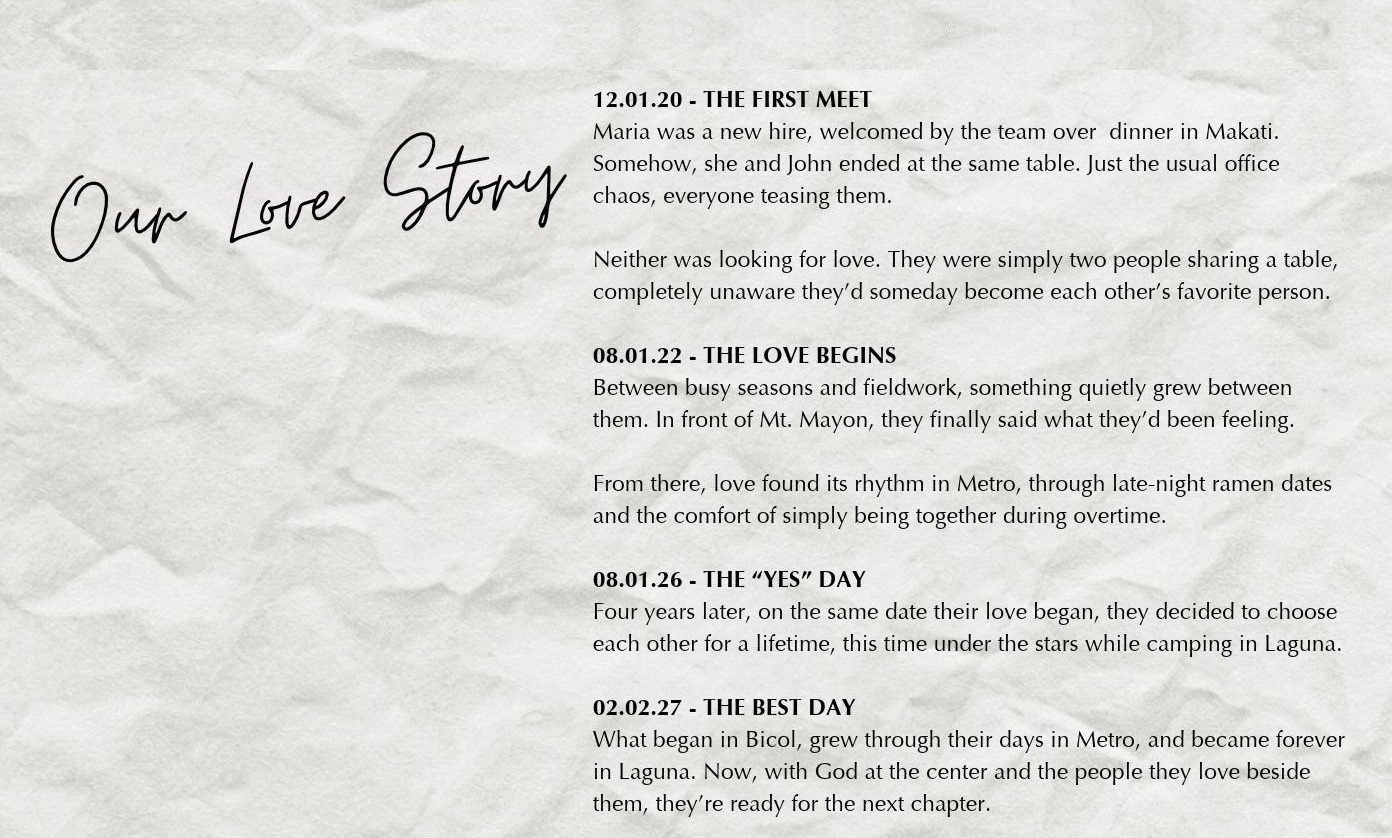 Our Love Story
12.01.20 - THE FIRST MEET
Maria was a new hire, welcomed by the team over  dinner in Makati.
Somehow, she and John ended at the same table. Just the usual office
chaos, everyone teasing them.
Neither was looking for love. They were simply two people sharing a table,
completely unaware they’d someday become each other’s favorite person.
08.01.22 - THE LOVE BEGINS
Between busy seasons and fieldwork, something quietly grew between
them. In front of Mt. Mayon, they finally said what they’d been feeling.
From there, love found its rhythm in Metro, through late-night ramen dates
and the comfort of simply being together during overtime.
08.01.26 - THE “YES” DAY
Four years later, on the same date their love began, they decided to choose
each other for a lifetime, this time under the stars while camping in Laguna.
02.02.27 - THE BEST DAY
What began in Bicol, grew through their days in Metro, and became forever
in Laguna. Now, with God at the center and the people they love beside
them, they’re ready for the next chapter.